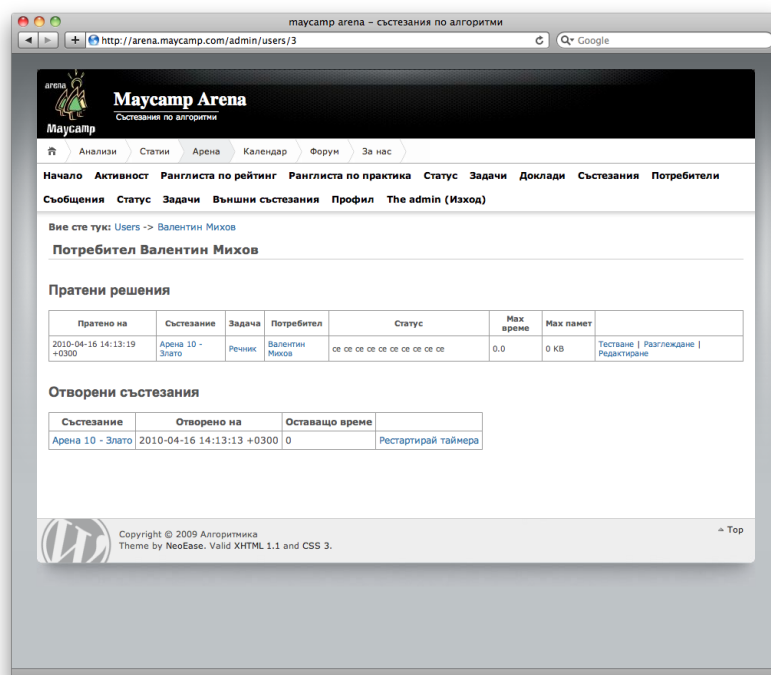 maycamp arena – състезания по алгоритми
http://arena.maycamp.com/admin/users/3
Google
arena
Maycamp
Maycamp Arena
Състезания по алгоритми
Анализи Статии Арена Календар Форум За нас
Начало Активност Ранглиста по рейтинг Ранглиста по практика Статус Задачи Доклади Състезания Потребители
Съобщения Статус Задачи Външни състезания Профил The admin (Изход)
Вие сте тук: Users -> Валентин Михов
Потребител Валентин Михов
Пратени решения
Пратено на Състезание Задача Потребител Статус Max време Max памет
2010-04-16 14:13:19 +0300 Арена 10 - Злато Речник Валентин Михов ce ce ce ce ce ce ce ce ce ce 0.0 0 KB Тестване | Разглеждане | Редактиране
Отворени състезания
Състезание Отворено на Оставащо време
Арена 10 - Злато 2010-04-16 14:13:13 +0300 0 Рестартирай таймера
Copyright © 2009 Алгоритмика
Theme by NeoEase. Valid XHTML 1.1 and CSS 3.
Top